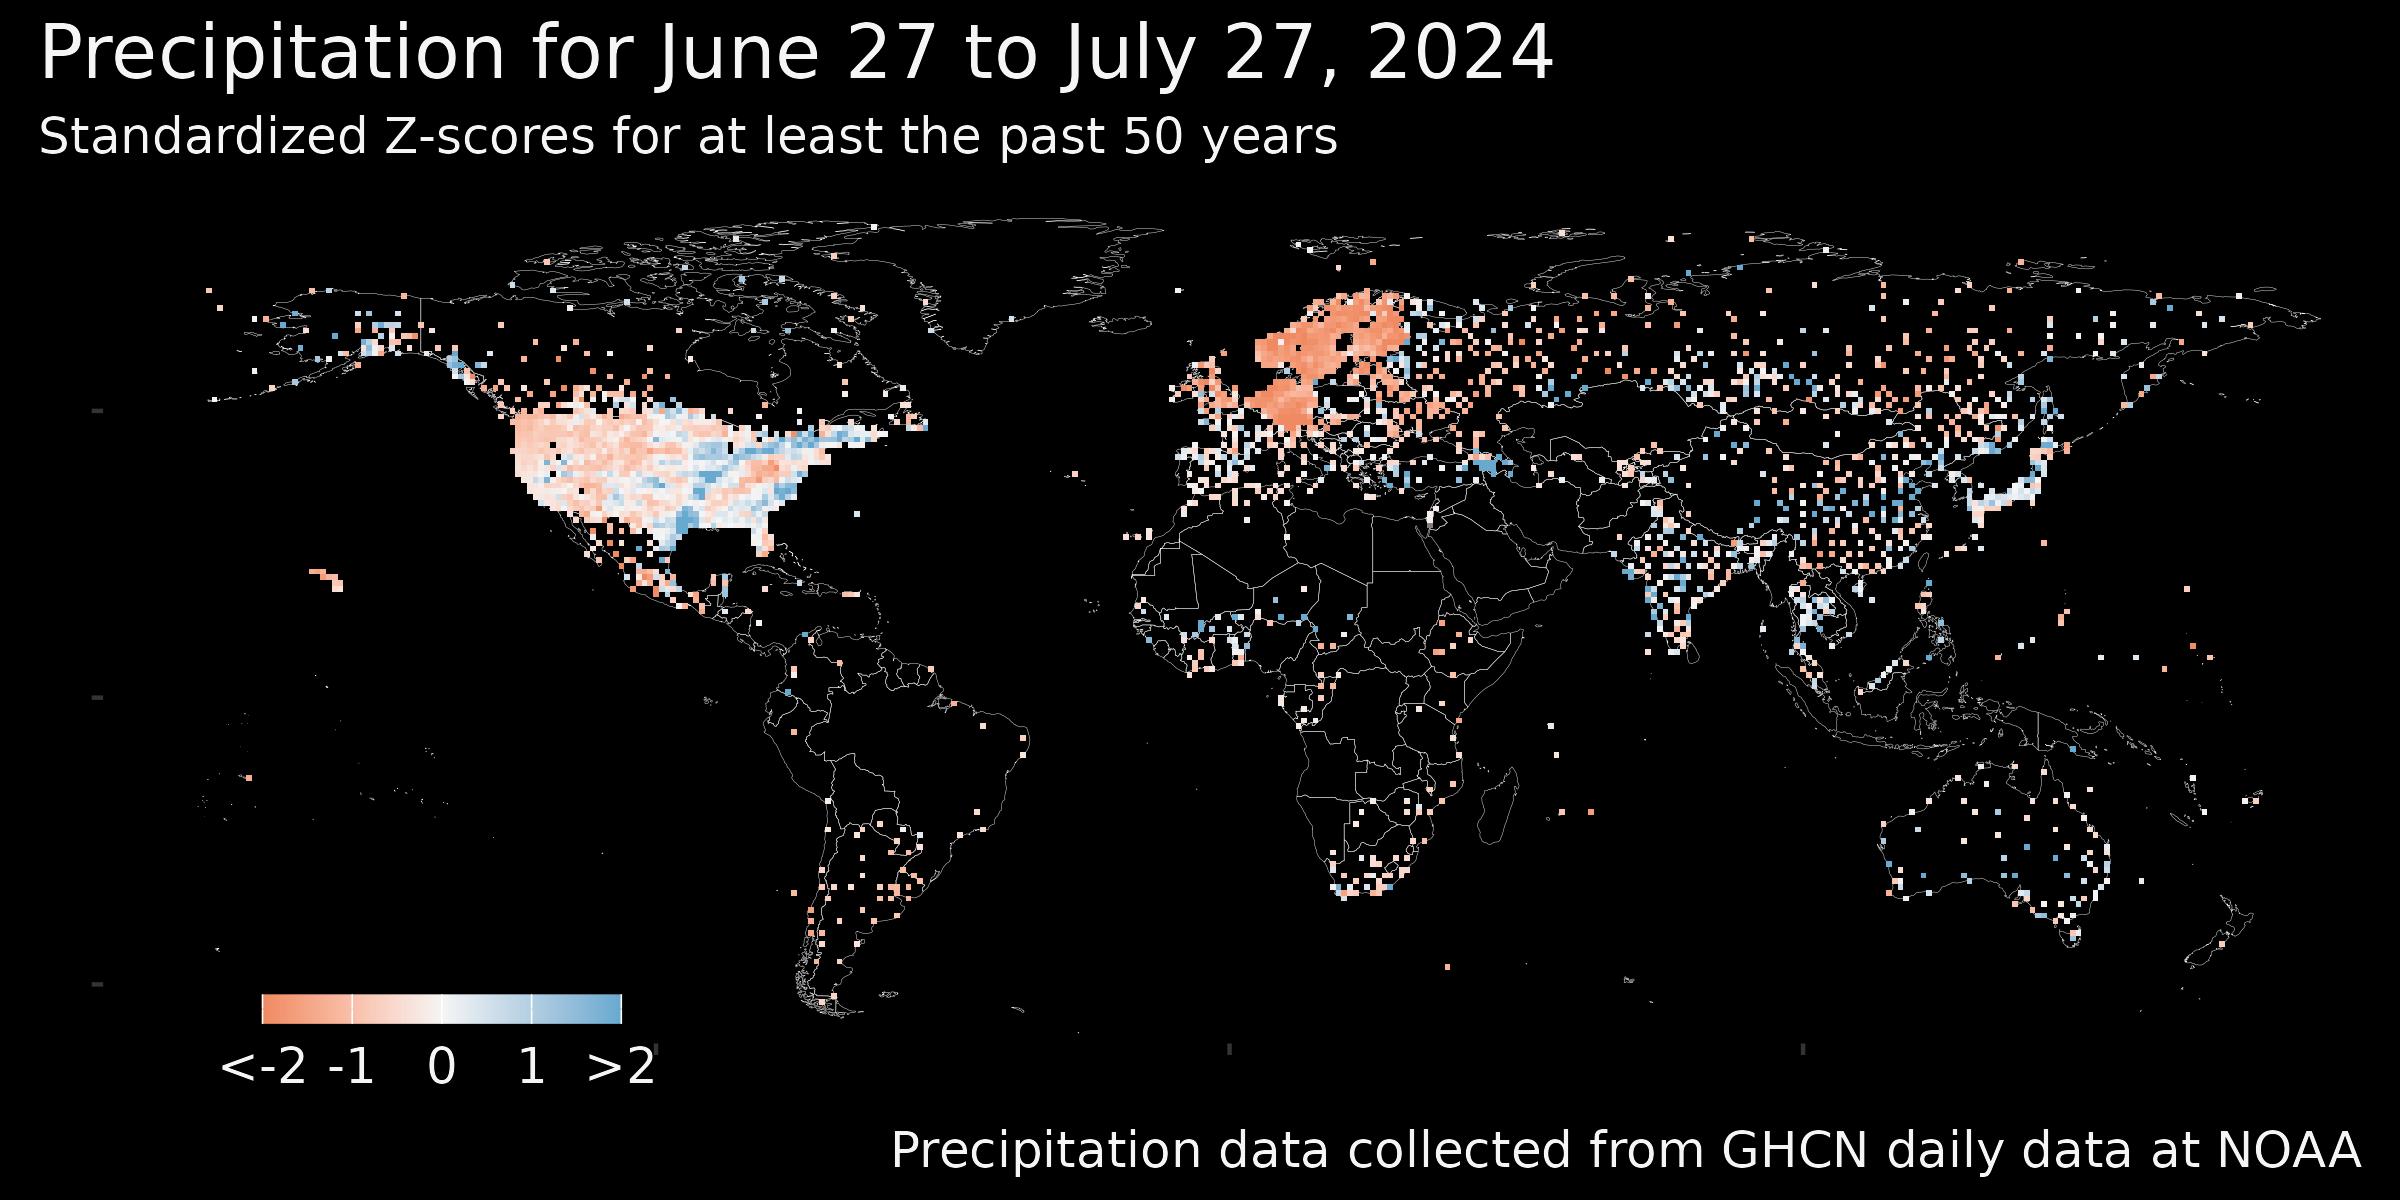 Precipitation for June 27 to July 27, 2024
Standardized Z-scores for at least the past 50 years
<-2 -1 0 1 >2
Precipitation data collected from GHCN daily data at NOAA